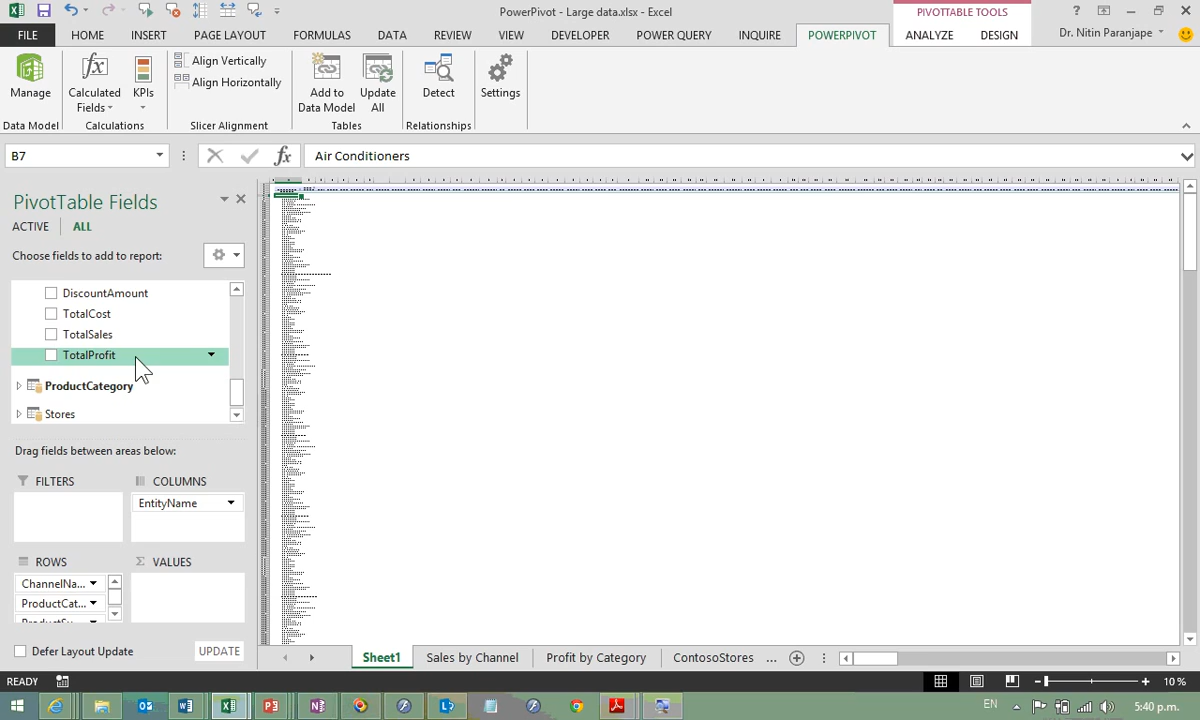 PowerPivot - Large data.xlsx - Excel
PIVOTTABLE TOOLS
FILE HOME INSERT PAGE LAYOUT FORMULAS DATA REVIEW VIEW DEVELOPER POWER QUERY INQUIRE POWERPIVOT ANALYZE DESIGN Dr. Nitin Paranjape
Manage
Calculated Fields
KPIs
Align Vertically
Align Horizontally
Add to Data Model
Update All
Detect
Settings
Data Model Calculations Slicer Alignment Tables Relationships
B7 fx Air Conditioners
PivotTable Fields
ACTIVE ALL
Choose fields to add to report:
DiscountAmount
TotalCost
TotalSales
TotalProfit
ProductCategory
Stores
Drag fields between areas below:
FILTERS COLUMNS
EntityName
ROWS Σ VALUES
ChannelNa...
ProductCat...
Defer Layout Update UPDATE
Sheet1 Sales by Channel Profit by Category ContosoStores ...
READY 10 %
EN 5:40 p.m.